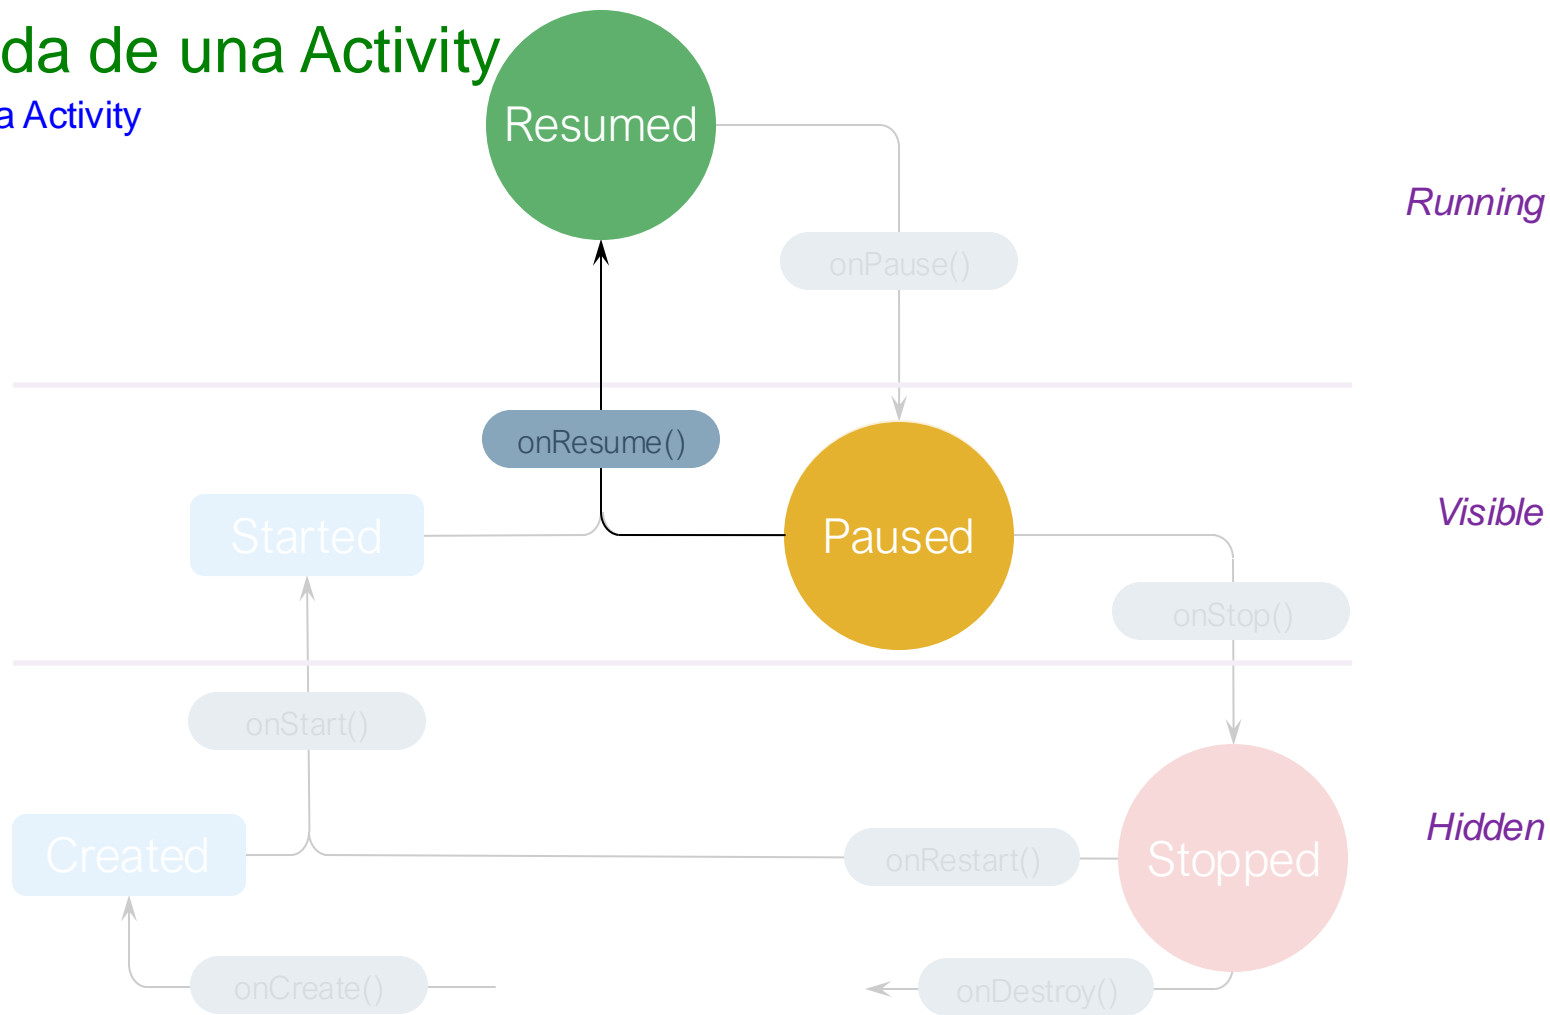 da de una Activity
a Activity
Resumed
Running
onPause()
onResume()
Started
Paused
Visible
onStop()
onStart()
Created
onRestart()
Stopped
Hidden
onCreate()
onDestroy()